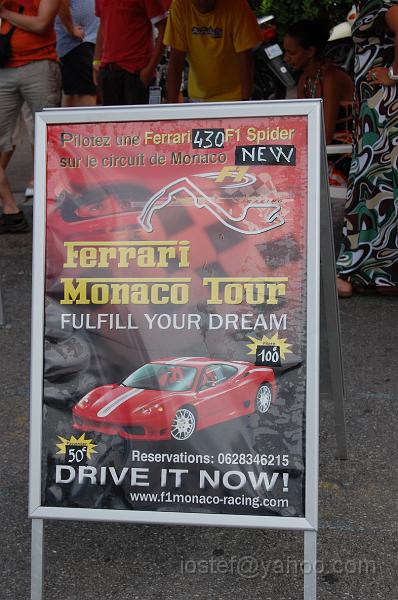 Pilotez une Ferrari 430 F1 Spider
sur le circuit de Monaco NEW
F1
Ferrari
Monaco Tour
FULFILL YOUR DREAM
100€
50€
Reservations: 0628346215
DRIVE IT NOW!
www.f1monaco-racing.com
iostef@yahoo.com